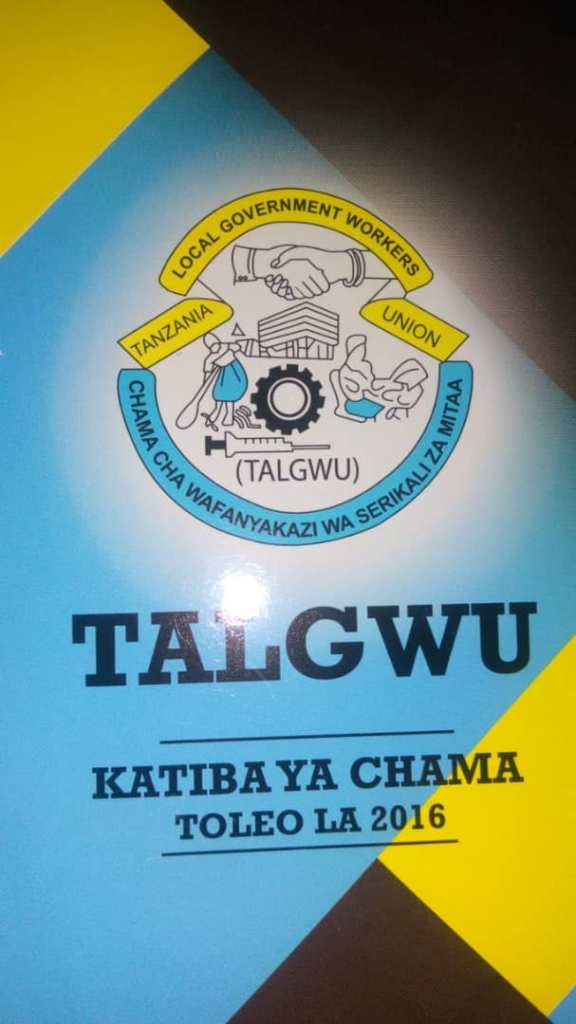 LOCAL GOVERNMENT WORKERS
TANZANIA
UNION
(TALGWU)
CHAMA CHA WAFANYAKAZI WA SERIKALI ZA MITAA
TALGWU
KATIBA YA CHAMA
TOLEO LA 2016